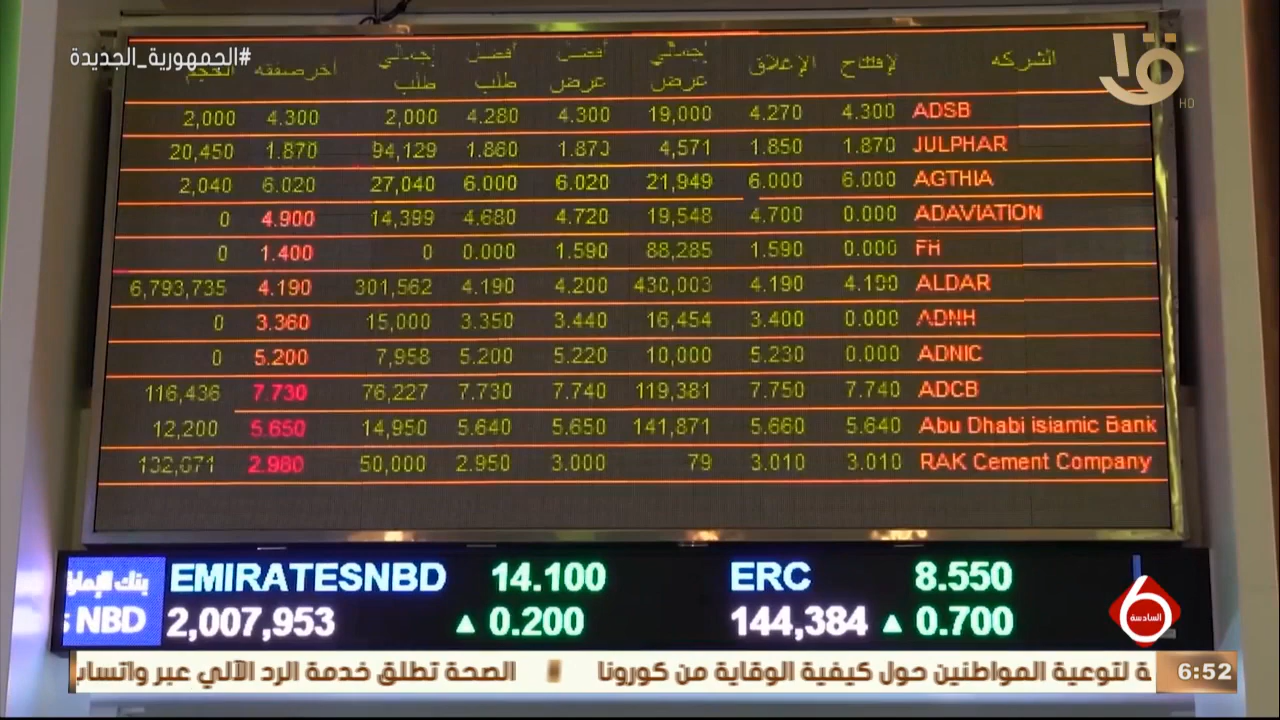 #الجمهورية_الجديدة
HD
الشركه لإفتتاح الإعلاق إجمالي عرض أفضل عرض أفضل طلب إجمالي طلب اخر صفقه الحجم
ADSB 4.300 4.270 19,000 4.300 4.280 2,000 4.300 2,000
JULPHAR 1.870 1.850 4,571 1.873 1.860 94,129 1.870 20,450
AGTHIA 6.000 6.000 21,949 6.020 6.000 27,040 6.020 2,040
ADAVIATION 0.000 4.700 19,548 4.720 4.680 14,399 4.900 0
FH 0.000 1.590 88,285 1.590 0.000 0 1.400 0
ALDAR 4.190 4.190 430,003 4.200 4.190 301,562 4.190 6,793,735
ADNH 0.000 3.400 16,454 3.440 3.350 15,000 3.360 0
ADNIC 0.000 5.230 10,000 5.220 5.200 7,958 5.200 0
ADCB 7.740 7.750 119,381 7.740 7.730 76,227 7.730 116,436
Abu Dhabi islamic Bank 5.640 5.660 141,871 5.650 5.640 14,950 5.650 12,200
RAK Cement Company 3.010 3.010 79 3.000 2.950 50,000 2.980 132,071
بنك EMIRATESNBD 14.100 ERC 8.550
NBD 2,007,953 ▲ 0.200 144,384 ▲ 0.700
السادسة
ة لتوعية المواطنين حول كيفية الوقاية من كورونا الصحة تطلق خدمة الرد الآلي عبر واتساب
6:52